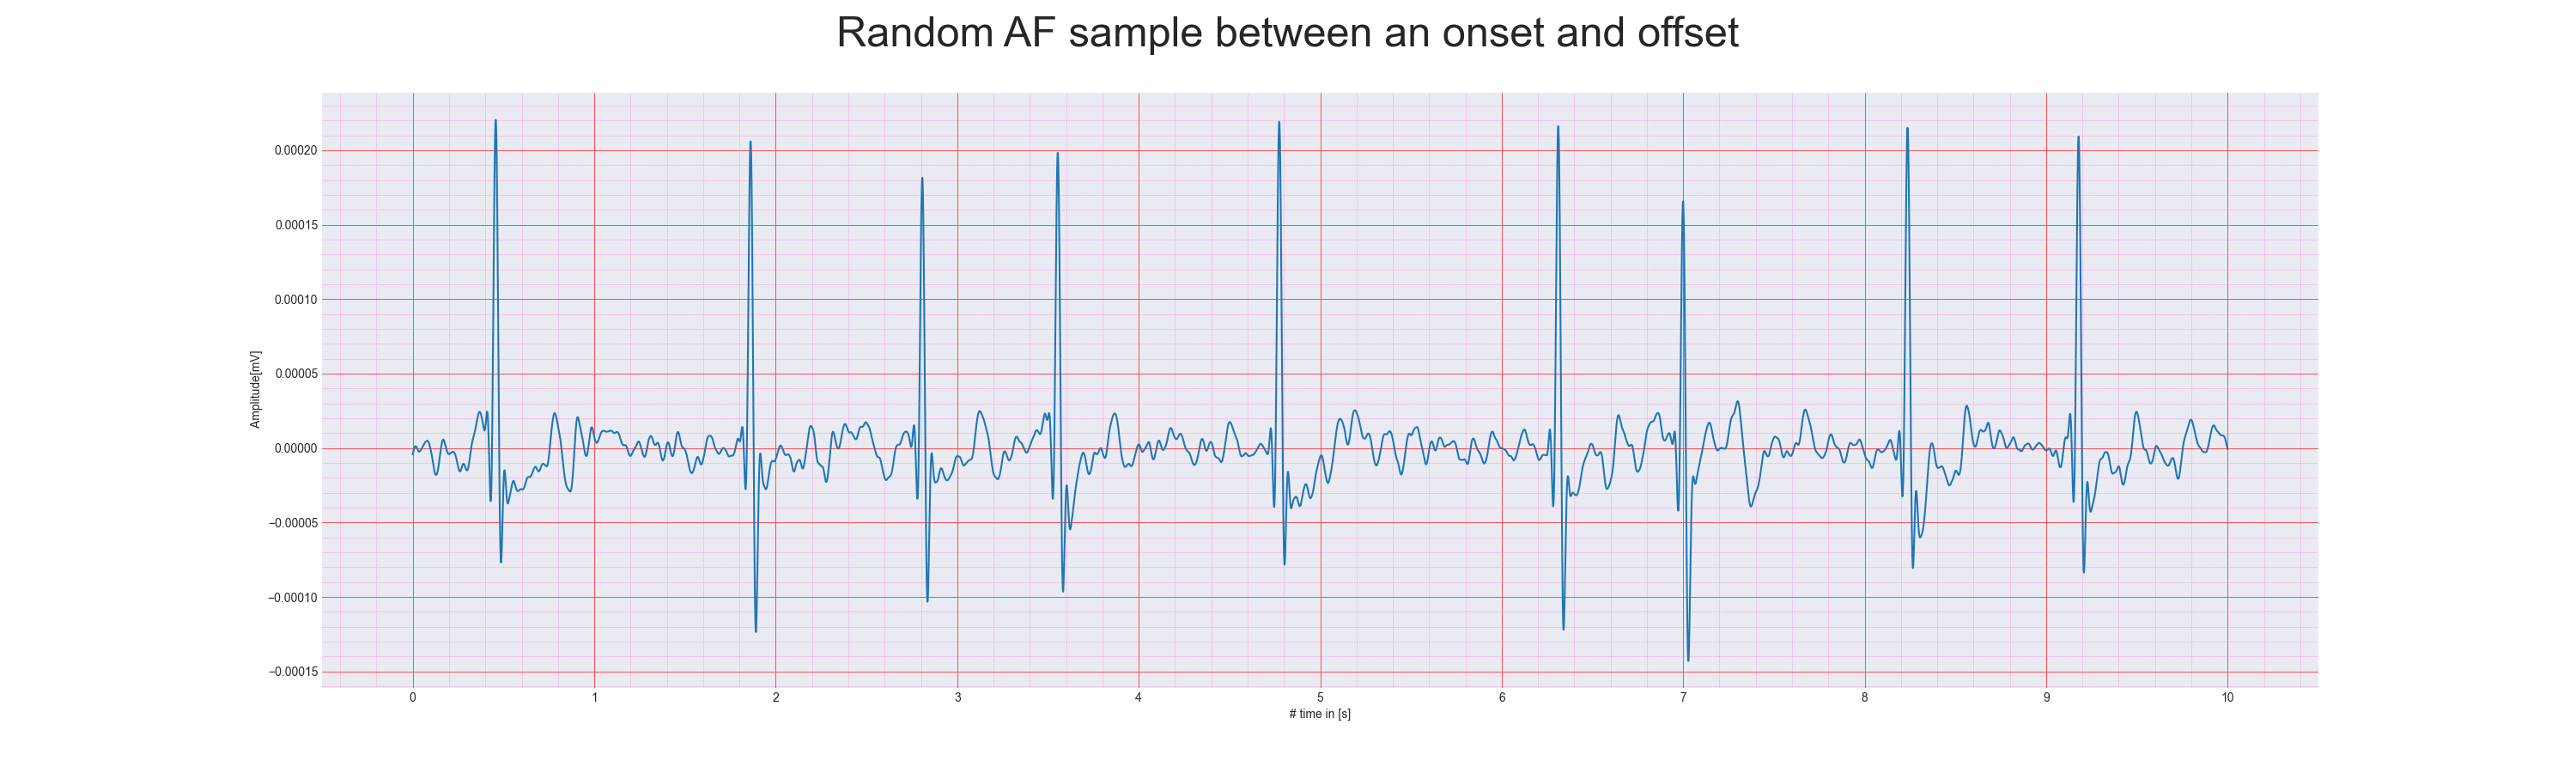 Random AF sample between an onset and offset
0.00020
0.00015
0.00010
0.00005
0.00000
−0.00005
−0.00010
−0.00015
Amplitude[mV]
0 1 2 3 4 5 6 7 8 9 10
# time in [s]